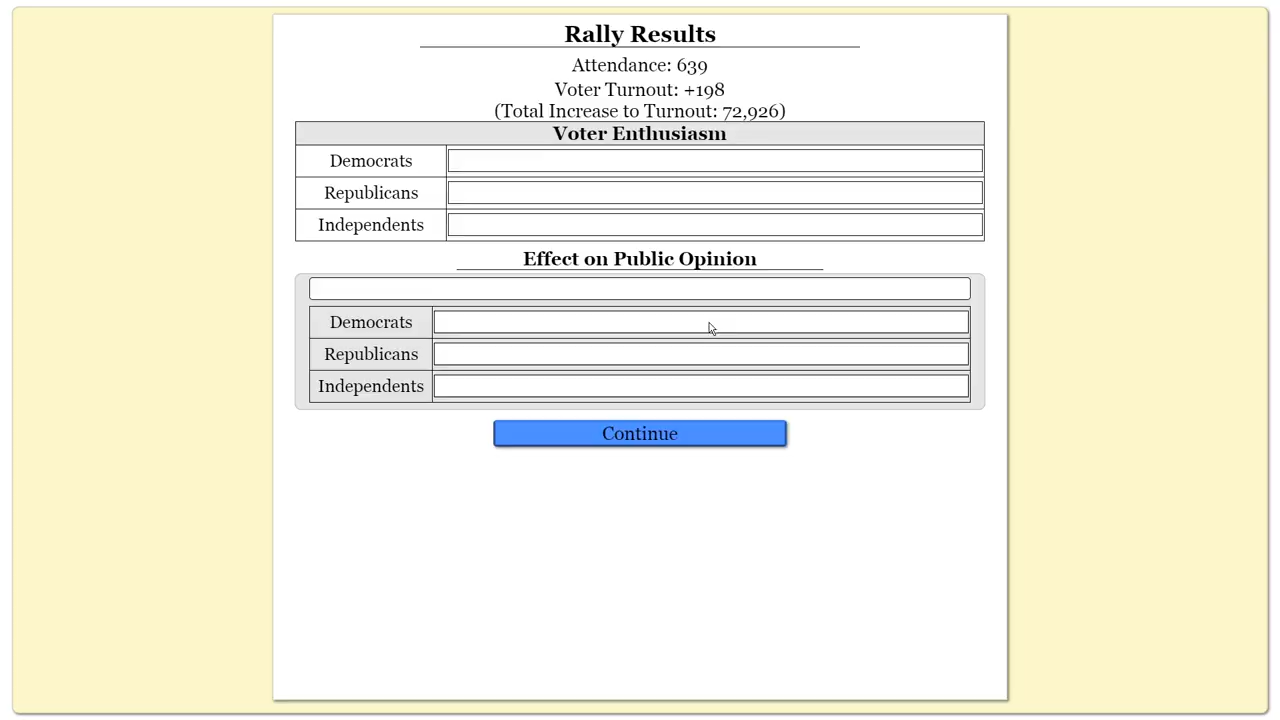 Rally Results
Attendance: 639
Voter Turnout: +198
(Total Increase to Turnout: 72,926)
Voter Enthusiasm
Democrats
Republicans
Independents
Effect on Public Opinion
Democrats
Republicans
Independents
Continue